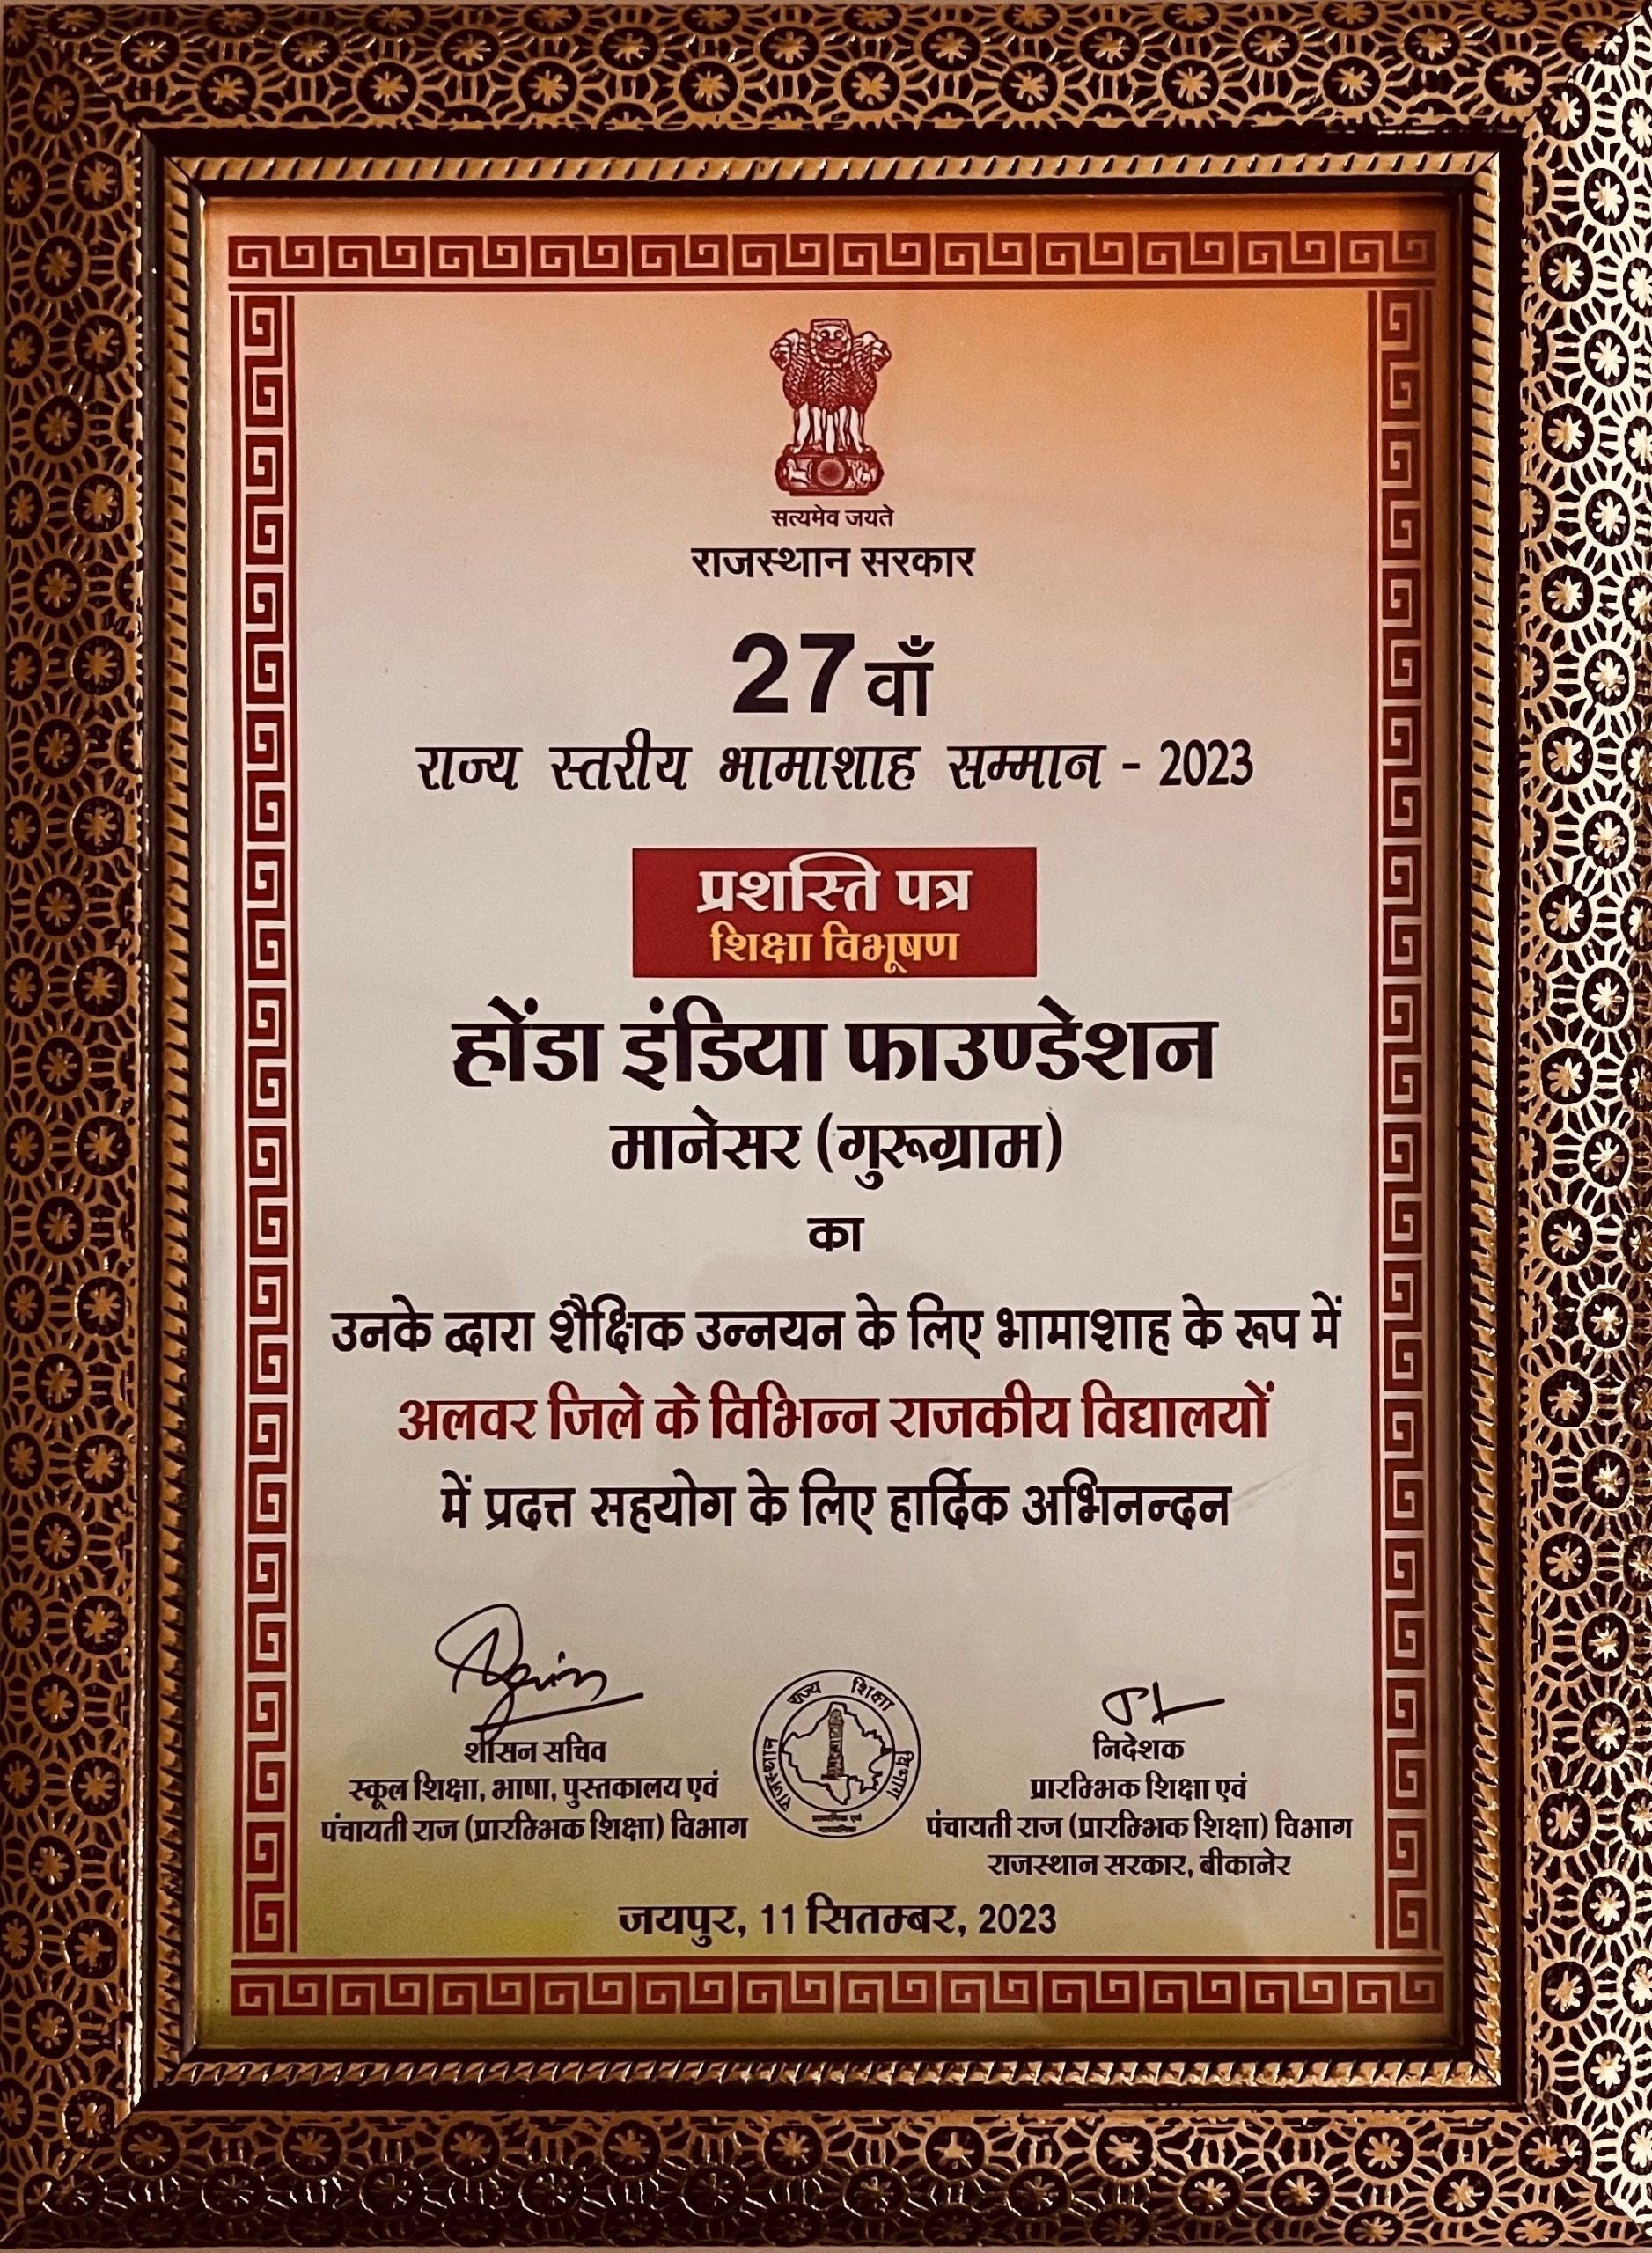 सत्यमेव जयते
राजस्थान सरकार
27वाँ
राज्य स्तरीय भामाशाह सम्मान - 2023
प्रशस्ति पत्र
शिक्षा विभूषण
होंडा इंडिया फाउण्डेशन
मानेसर (गुरूग्राम)
का
उनके द्वारा शैक्षिक उन्नयन के लिए भामाशाह के रूप में
अलवर जिले के विभिन्न राजकीय विद्यालयों
में प्रदत्त सहयोग के लिए हार्दिक अभिनन्दन
शासन सचिव
स्कूल शिक्षा, भाषा, पुस्तकालय एवं
पंचायती राज (प्रारम्भिक शिक्षा) विभाग
राजस्थान राज्य शिक्षा विभाग
निदेशक
प्रारम्भिक शिक्षा एवं
पंचायती राज (प्रारम्भिक शिक्षा) विभाग
राजस्थान सरकार, बीकानेर
जयपुर, 11 सितम्बर, 2023